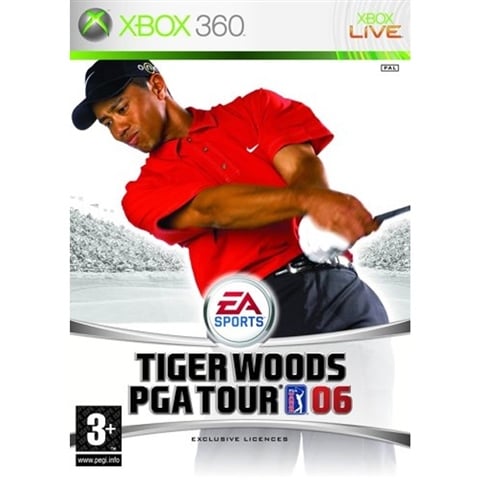 XBOX 360
XBOX
LIVE
PAL
EA
SPORTS
TIGER WOODS
PGA TOUR 06
EXCLUSIVE LICENCES
3+
www.pegi.info